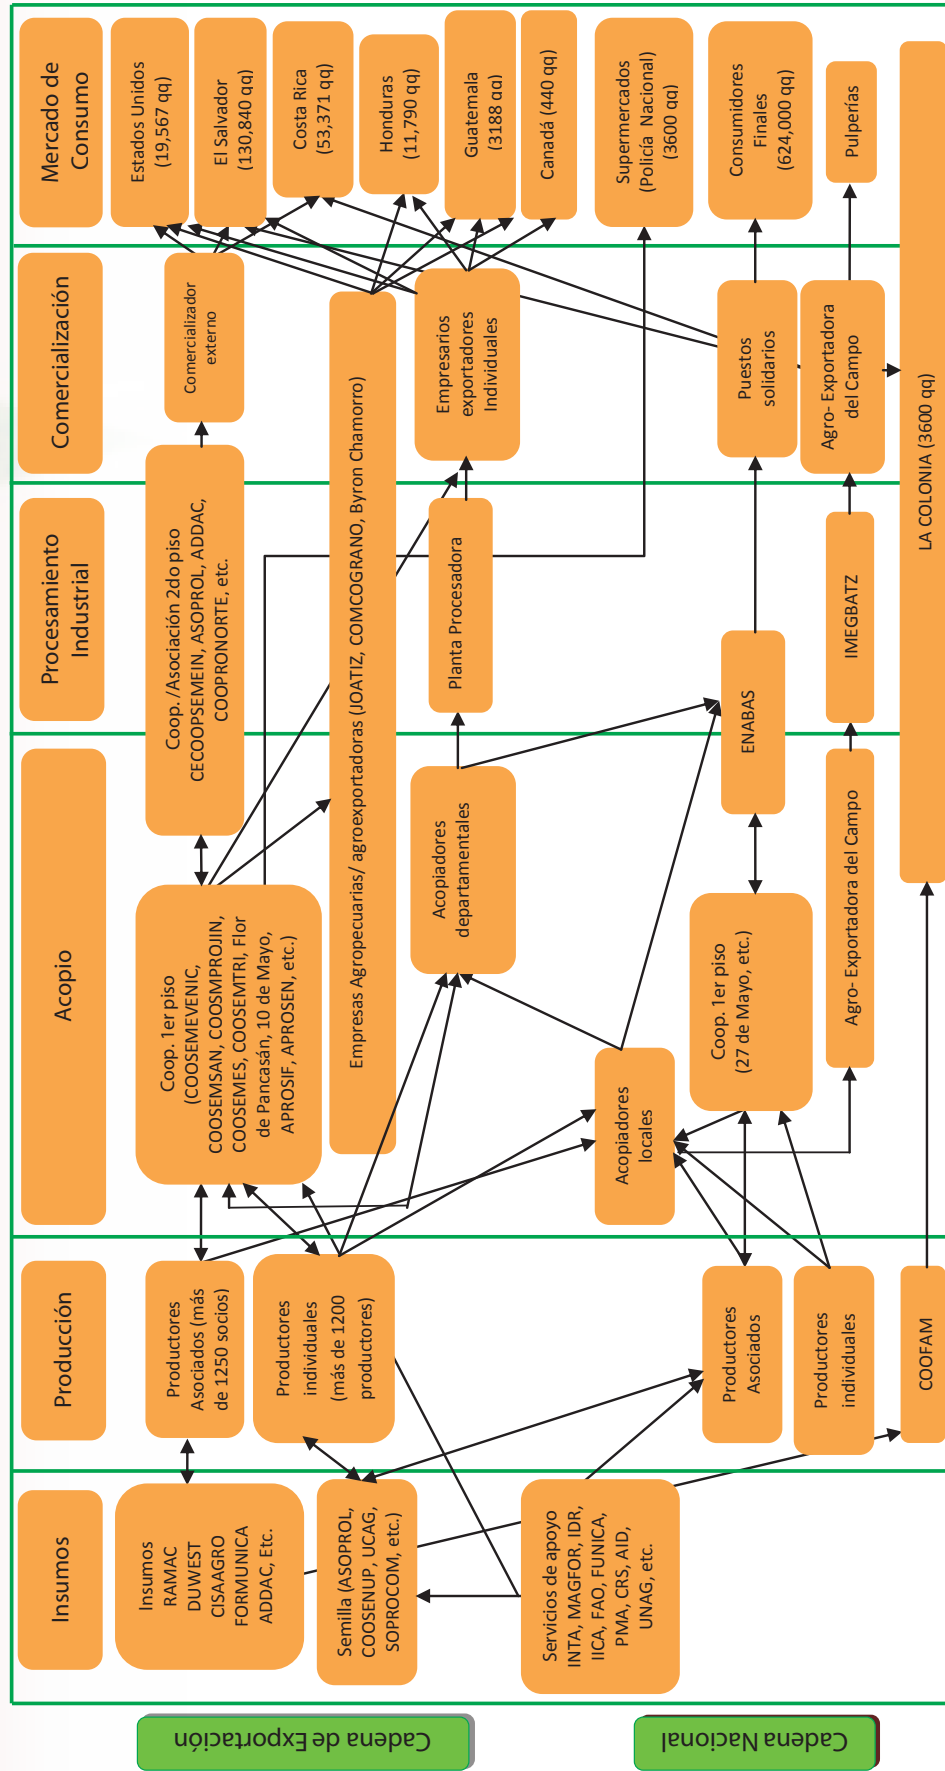 Insumos
Producción
Acopio
Procesamiento
Industrial
Comercialización
Mercado de
Consumo
Cadena de Exportación
Cadena Nacional
Insumos
RAMAC
DUWEST
CISAAGRO
FORMUNICA
ADDAC, Etc.
Semilla (ASOPROL,
COOSENUP, UCAG,
SOPROCOM, etc.)
Servicios de apoyo
INTA, MAGFOR, IDR,
IICA, FAO, FUNICA,
PMA, CRS, AID,
UNAG, etc.
Productores
Asociados (más
de 1250 socios)
Productores
individuales
(más de 1200
productores)
Productores
Asociados
Productores
individuales
COOFAM
Coop. 1er piso
(COOSEMEVENIC,
COOSEMSAN, COOSMPROJIN,
COOSEMES, COOSEMTRI, Flor
de Pancasán, 10 de Mayo,
APROSIF, APROSEN, etc.)
Coop. /Asociación 2do piso
CECOOPSEMEIN, ASOPROL, ADDAC,
COOPRONORTE, etc.
Empresas Agropecuarias/ agroexportadoras (JOATIZ, COMCOGRANO, Byron Chamorro)
Acopiadores
departamentales
Acopiadores
locales
Coop. 1er piso
(27 de Mayo, etc.)
Agro- Exportadora del Campo
Planta Procesadora
ENABAS
IMEGBATZ
LA COLONIA (3600 qq)
Comercializador
externo
Empresarios
exportadores
Individuales
Puestos
solidarios
Agro- Exportadora
del Campo
Estados Unidos
(19,567 qq)
El Salvador
(130,840 qq)
Costa Rica
(53,371 qq)
Honduras
(11,790 qq)
Guatemala
(3188 qq)
Canadá (440 qq)
Supermercados
(Policía Nacional)
(3600 qq)
Consumidores
Finales
(624,000 qq)
Pulperías